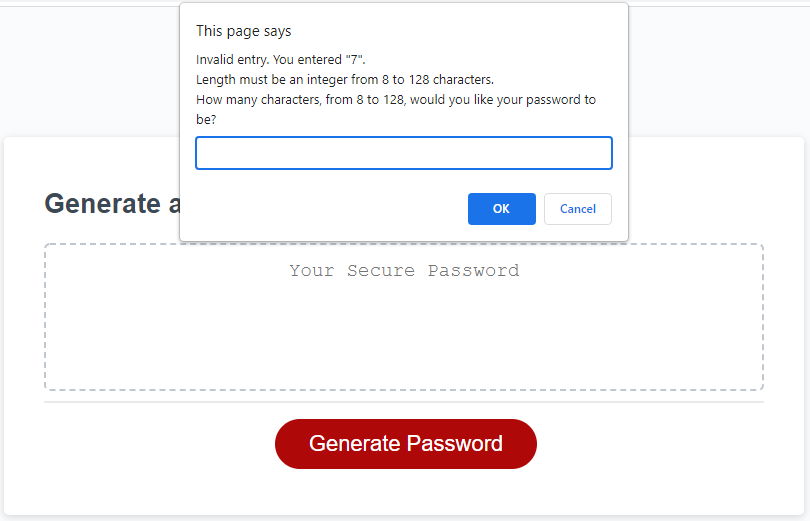 This page says
Invalid entry. You entered "7".
Length must be an integer from 8 to 128 characters.
How many characters, from 8 to 128, would you like your password to
be?
OK
Cancel
Generate a
Your Secure Password
Generate Password